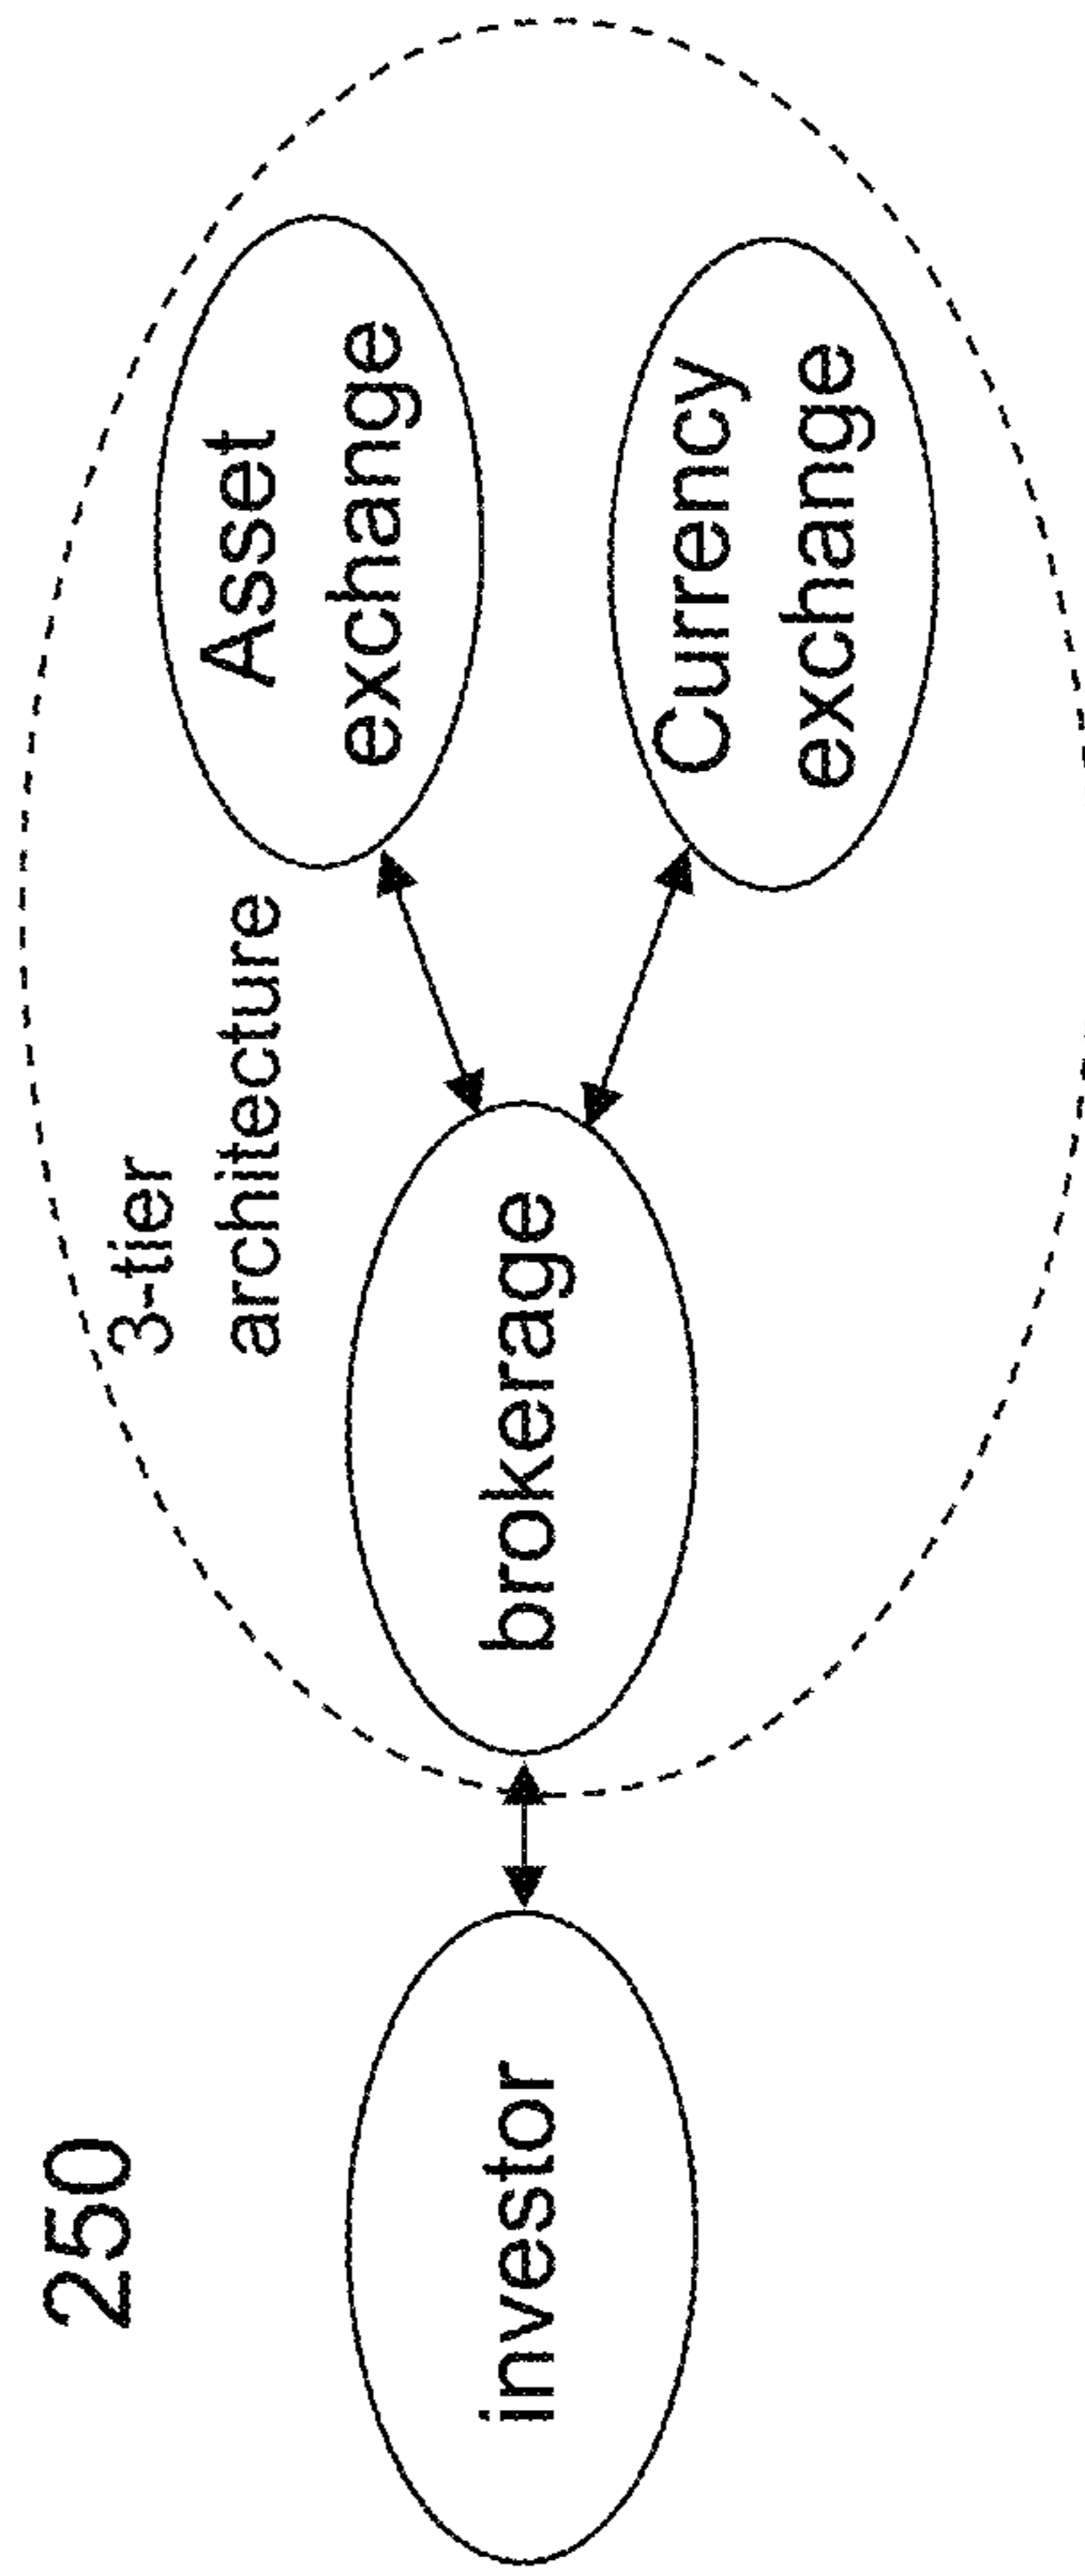 250
3-tier
architecture
investor
brokerage
Asset
exchange
Currency
exchange